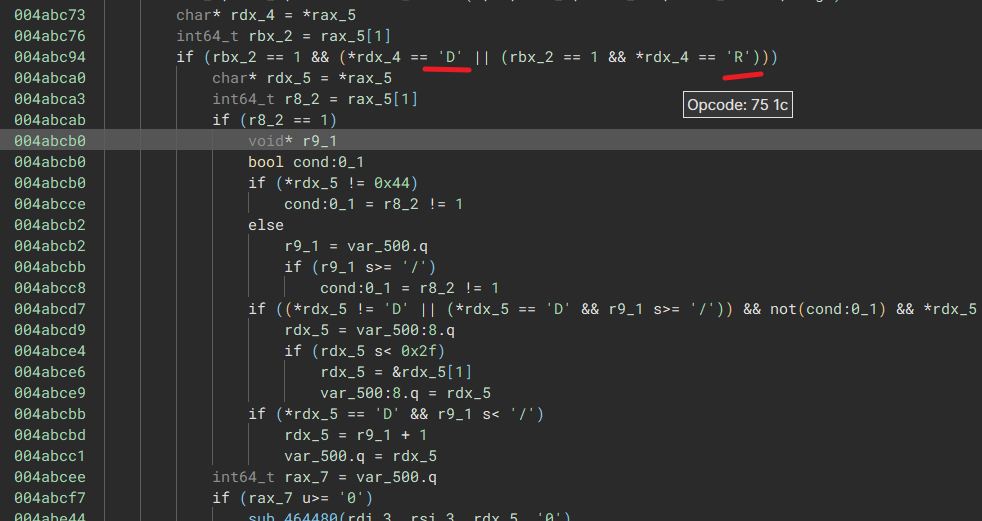 004abc73 char* rdx_4 = *rax_5
004abc76 int64_t rbx_2 = rax_5[1]
004abc94 if (rbx_2 == 1 && (*rdx_4 == 'D' || (rbx_2 == 1 && *rdx_4 == 'R')))
004abca0 char* rdx_5 = *rax_5
004abca3 int64_t r8_2 = rax_5[1]
Opcode: 75 1c
004abcab if (r8_2 == 1)
004abcb0 void* r9_1
004abcb0 bool cond:0_1
004abcb0 if (*rdx_5 != 0x44)
004abcce cond:0_1 = r8_2 != 1
004abcb2 else
004abcb2 r9_1 = var_500.q
004abcbb if (r9_1 s>= '/')
004abcc8 cond:0_1 = r8_2 != 1
004abcd7 if ((*rdx_5 != 'D' || (*rdx_5 == 'D' && r9_1 s>= '/')) && not(cond:0_1) && *rdx_5
004abcd9 rdx_5 = var_500:8.q
004abce4 if (rdx_5 s< 0x2f)
004abce6 rdx_5 = &rdx_5[1]
004abce9 var_500:8.q = rdx_5
004abcbb if (*rdx_5 == 'D' && r9_1 s< '/')
004abcbd rdx_5 = r9_1 + 1
004abcc1 var_500.q = rdx_5
004abcee int64_t rax_7 = var_500.q
004abcf7 if (rax_7 u>= '0')
004abe44 sub_464480(rdi_3, rsi_3, rdx_5, '0')